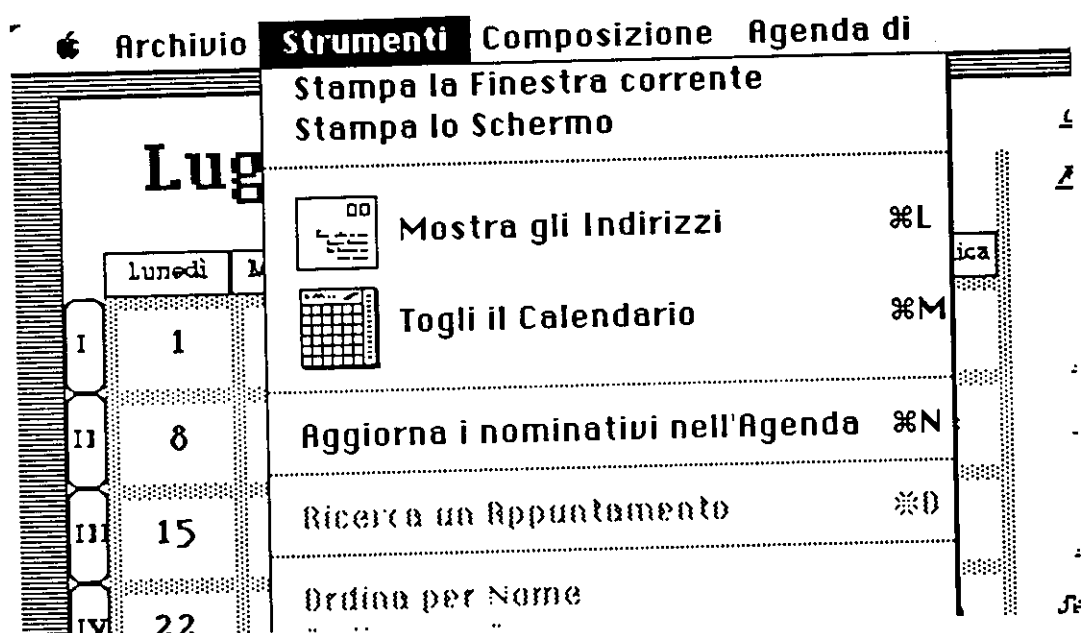 Archivio Strumenti Composizione Agenda di
Stampa la Finestra corrente
Stampa lo Schermo
Lug
Mostra gli Indirizzi ⌘L
Lunedì M ica
Togli il Calendario ⌘M
I 1
Aggiorna i nominativi nell'Agenda ⌘N
II 8
Ricerca un Appuntamento ⌘D
III 15
Ordina per Nome
IV 22